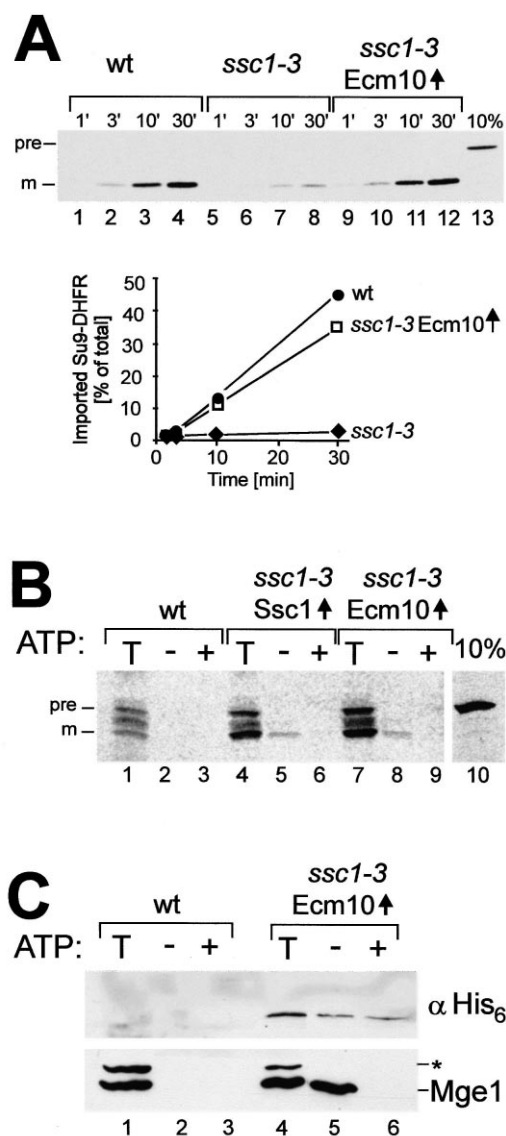 A
wt ssc1-3 ssc1-3 Ecm10↑
1' 3' 10' 30' 1' 3' 10' 30' 1' 3' 10' 30' 10%
pre
m
1 2 3 4 5 6 7 8 9 10 11 12 13
Imported Su9-DHFR
[% of total]
50
40
30
20
10
0
wt
ssc1-3 Ecm10↑
ssc1-3
0 10 20 30
Time [min]
B
ssc1-3 ssc1-3
wt Ssc1↑ Ecm10↑
ATP: T - + T - + T - + 10%
pre
m
1 2 3 4 5 6 7 8 9 10
C
ssc1-3
wt Ecm10↑
ATP: T - + T - +
α His6
*
Mge1
1 2 3 4 5 6